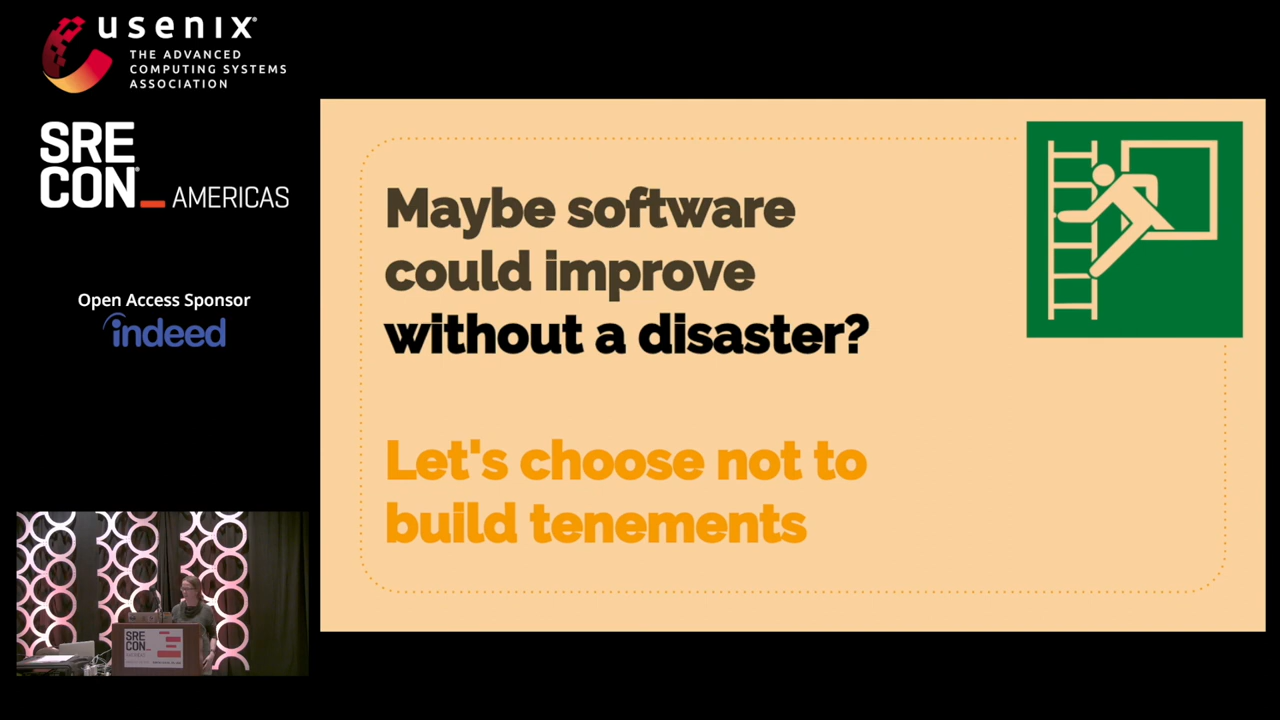 usenix
THE ADVANCED
COMPUTING SYSTEMS
ASSOCIATION
SRE
CON AMERICAS
Open Access Sponsor
indeed
Maybe software
could improve
without a disaster?
Let's choose not to
build tenements
SRE
CON